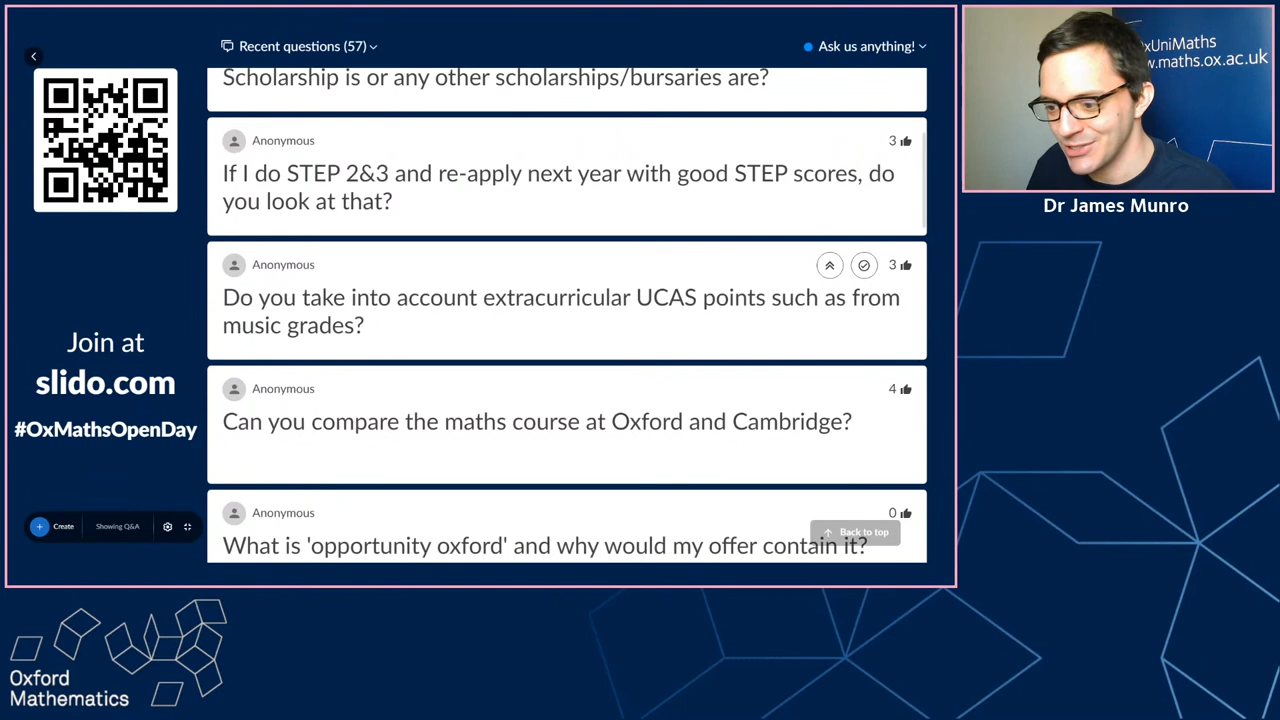 Recent questions (57)
Ask us anything!
Scholarship is or any other scholarships/bursaries are?
Anonymous
3
If I do STEP 2&3 and re-apply next year with good STEP scores, do
you look at that?
Anonymous
3
Do you take into account extracurricular UCAS points such as from
music grades?
Anonymous
4
Can you compare the maths course at Oxford and Cambridge?
Anonymous
0
What is 'opportunity oxford' and why would my offer contain it?
Back to top
Join at
slido.com
#OxMathsOpenDay
Create
Showing Q&A
OxUniMaths
www.maths.ox.ac.uk
Dr James Munro
Oxford
Mathematics